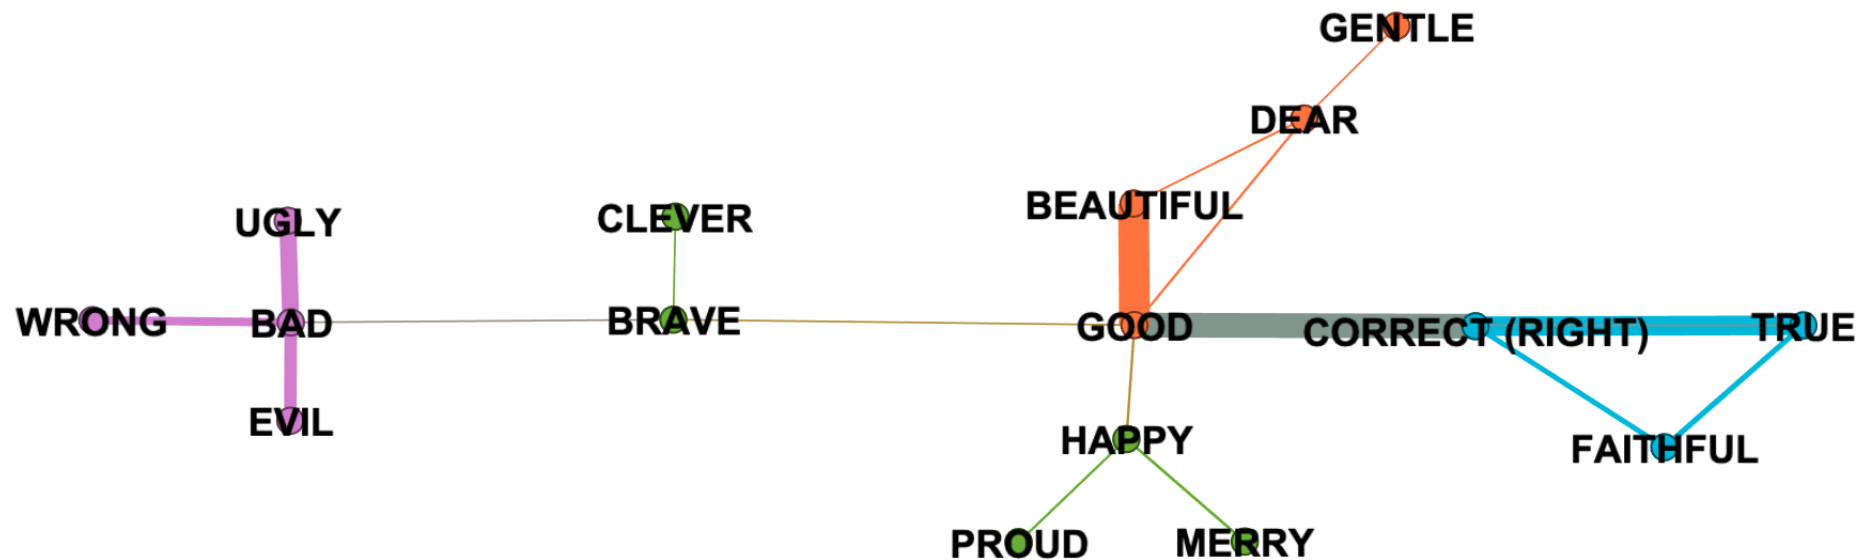 GENTLE
DEAR
BEAUTIFUL
UGLY
CLEVER
WRONG
BAD
BRAVE
GOOD
CORRECT (RIGHT)
TRUE
EVIL
HAPPY
FAITHFUL
PROUD
MERRY